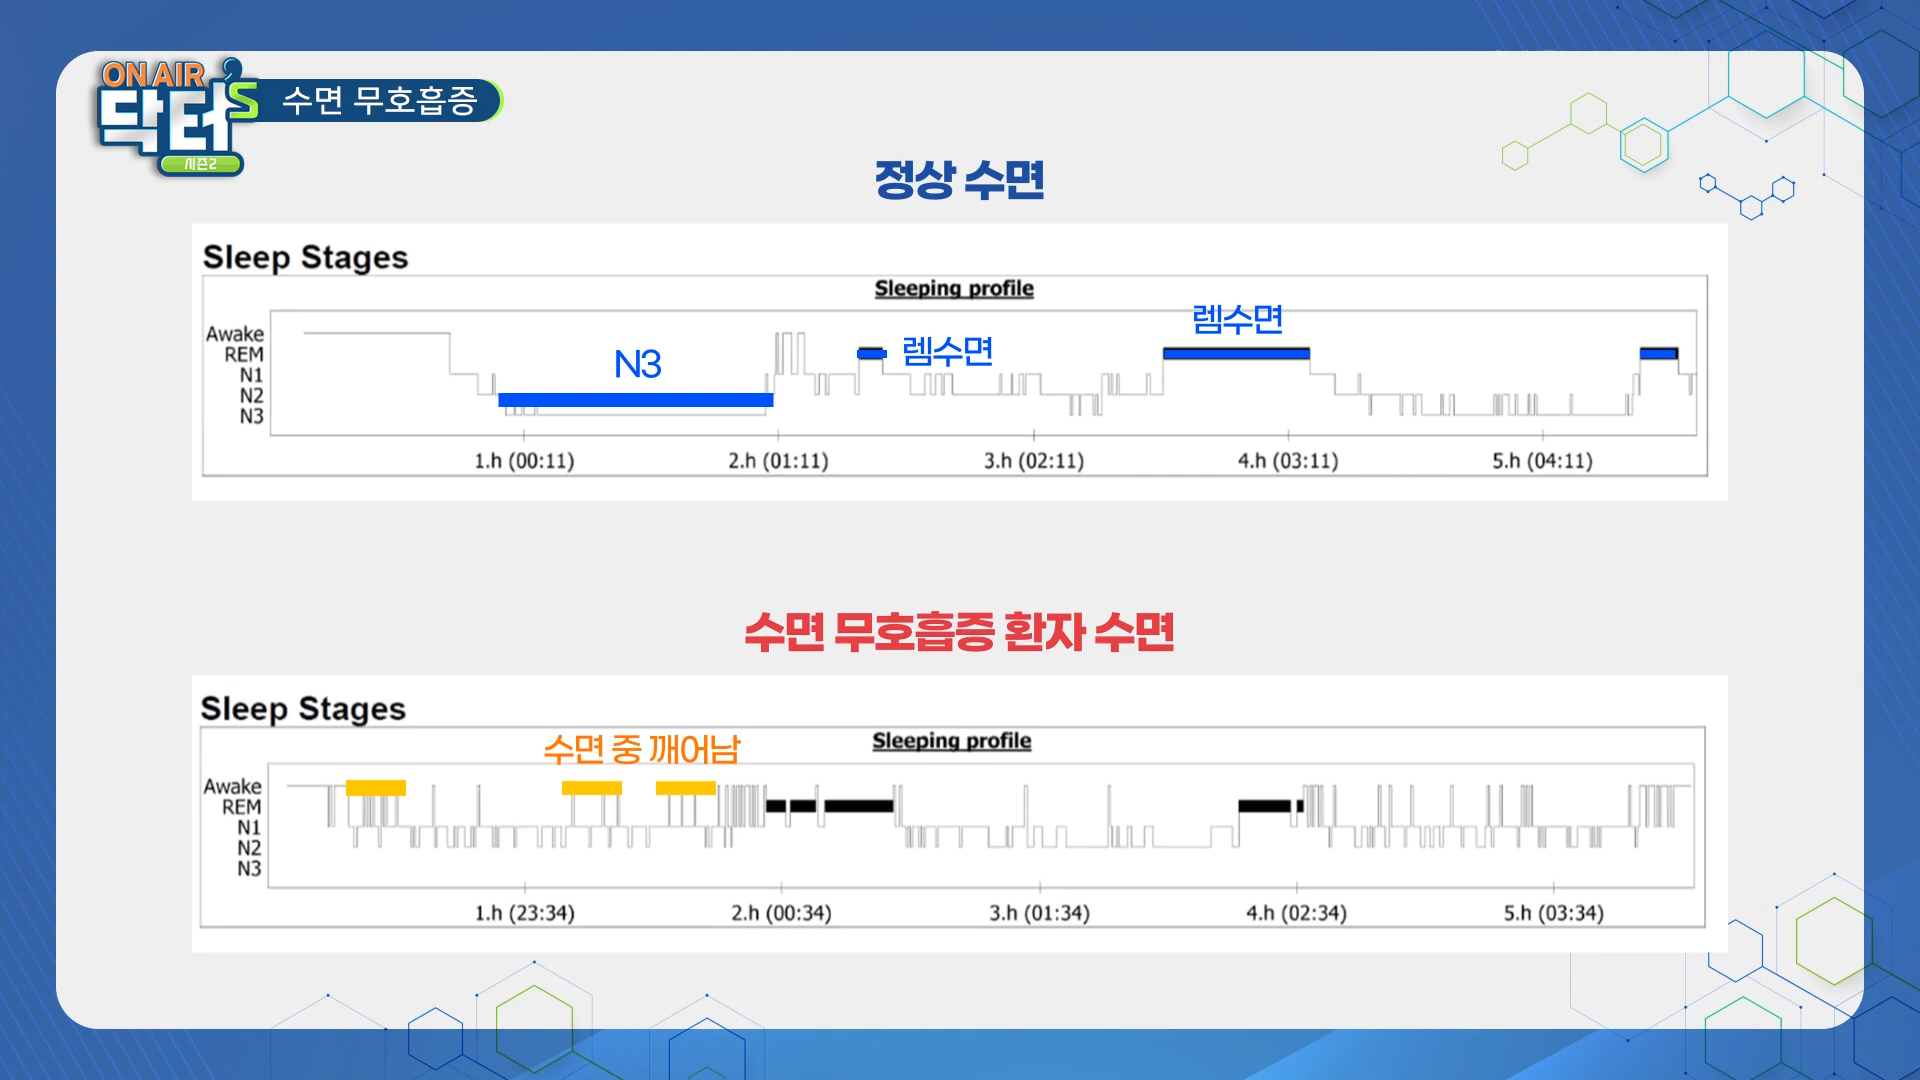 ON AIR
닥터's
시즌2
수면 무호흡증
정상 수면
Sleep Stages
Sleeping profile
Awake
REM
N1
N2
N3
N3
렘수면
렘수면
1.h (00:11)
2.h (01:11)
3.h (02:11)
4.h (03:11)
5.h (04:11)
수면 무호흡증 환자 수면
Sleep Stages
Sleeping profile
수면 중 깨어남
Awake
REM
N1
N2
N3
1.h (23:34)
2.h (00:34)
3.h (01:34)
4.h (02:34)
5.h (03:34)